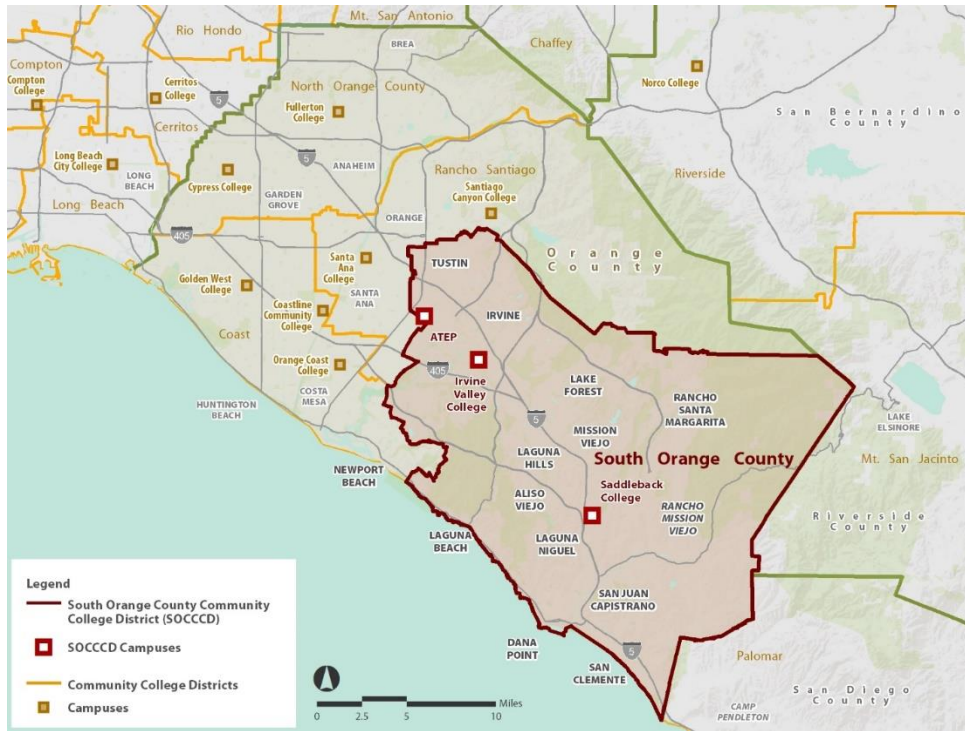 Mt. San Antonio
Rio Hondo
BREA
Chaffey
Compton
Compton
College
Cerritos
College
5
North Orange County
Fullerton
College
Norco College
San Bernardino
County
Cerritos
Long Beach
City College
LONG
BEACH
Cypress College
5
ANAHEIM
Rancho Santiago
Riverside
Long Beach
GARDEN
GROVE
ORANGE
Santiago
Canyon College
405
Santa
Ana
College
TUSTIN
Orange
County
Golden West
College
SANTA
ANA
Coastline
Community
College
IRVINE
ATEP
Coast
Orange Coast
College
405
Irvine
Valley
College
COSTA
MESA
HUNTINGTON
BEACH
LAKE
FOREST
RANCHO
SANTA
MARGARITA
LAKE
ELSINORE
5
MISSION
VIEJO
LAGUNA
HILLS
South Orange County
Mt. San Jacinto
NEWPORT
BEACH
Saddleback
College
ALISO
VIEJO
RANCHO
MISSION
VIEJO
Riverside
County
LAGUNA
BEACH
LAGUNA
NIGUEL
SAN JUAN
CAPISTRANO
DANA
POINT
5
SAN
CLEMENTE
Palomar
San Diego
County
CAMP
PENDLETON
Legend
South Orange County Community
College District (SOCCCD)
SOCCCD Campuses
Community College Districts
Campuses
Miles
0 2.5 5 10